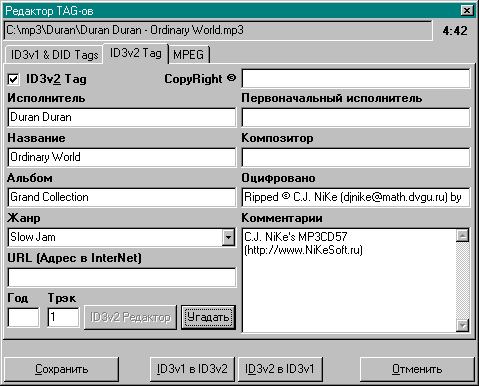 Редактор TAG-ов
C:\mp3\Duran\Duran Duran - Ordinary World.mp3 4:42
ID3v1 & DID Tags ID3v2 Tag MPEG
ID3v2 Tag CopyRight ©
Исполнитель Первоначальный исполнитель
Duran Duran
Название Композитор
Ordinary World
Альбом Оцифровано
Grand Collection Ripped © C.J. NiKe (djnike@math.dvgu.ru) by
Жанр Комментарии
Slow Jam C.J. NiKe's MP3CD57
(http://www.NiKeSoft.ru)
URL (Адрес в InterNet)
Год Трэк
1 ID3v2 Редактор Угадать
Сохранить ID3v1 в ID3v2 ID3v2 в ID3v1 Отменить